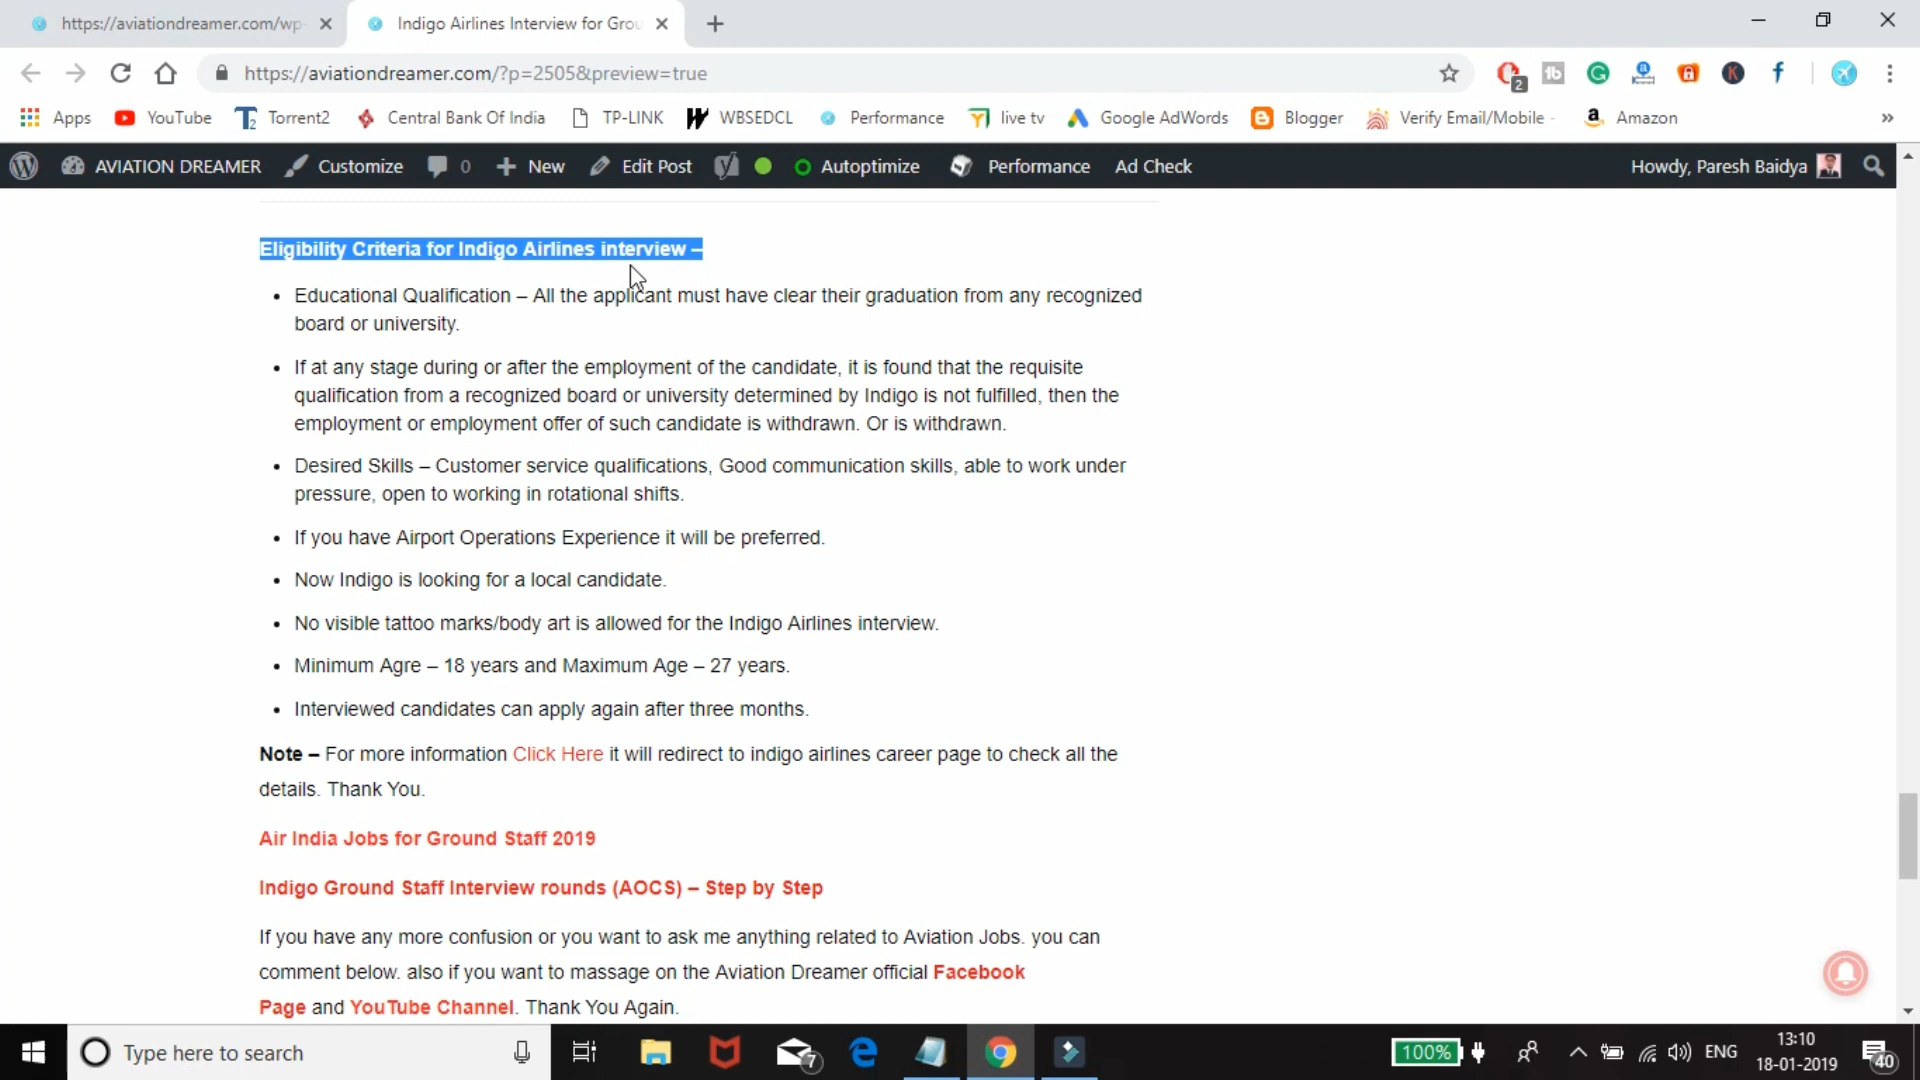 https://aviationdreamer.com/wp-
Indigo Airlines Interview for Grou
https://aviationdreamer.com/?p=2505&preview=true
2
Apps YouTube Torrent2 Central Bank Of India TP-LINK WBSEDCL Performance live tv Google AdWords Blogger Verify Email/Mobile - Amazon »
AVIATION DREAMER Customize 0 New Edit Post Autoptimize Performance Ad Check Howdy, Paresh Baidya
Eligibility Criteria for Indigo Airlines interview –
• Educational Qualification – All the applicant must have clear their graduation from any recognized
board or university.
• If at any stage during or after the employment of the candidate, it is found that the requisite
qualification from a recognized board or university determined by Indigo is not fulfilled, then the
employment or employment offer of such candidate is withdrawn. Or is withdrawn.
• Desired Skills – Customer service qualifications, Good communication skills, able to work under
pressure, open to working in rotational shifts.
• If you have Airport Operations Experience it will be preferred.
• Now Indigo is looking for a local candidate.
• No visible tattoo marks/body art is allowed for the Indigo Airlines interview.
• Minimum Agre – 18 years and Maximum Age – 27 years.
• Interviewed candidates can apply again after three months.
Note – For more information Click Here it will redirect to indigo airlines career page to check all the
details. Thank You.
Air India Jobs for Ground Staff 2019
Indigo Ground Staff Interview rounds (AOCS) – Step by Step
If you have any more confusion or you want to ask me anything related to Aviation Jobs. you can
comment below. also if you want to massage on the Aviation Dreamer official Facebook
Page and YouTube Channel. Thank You Again.
Type here to search
7
100%
ENG
13:10
18-01-2019
40